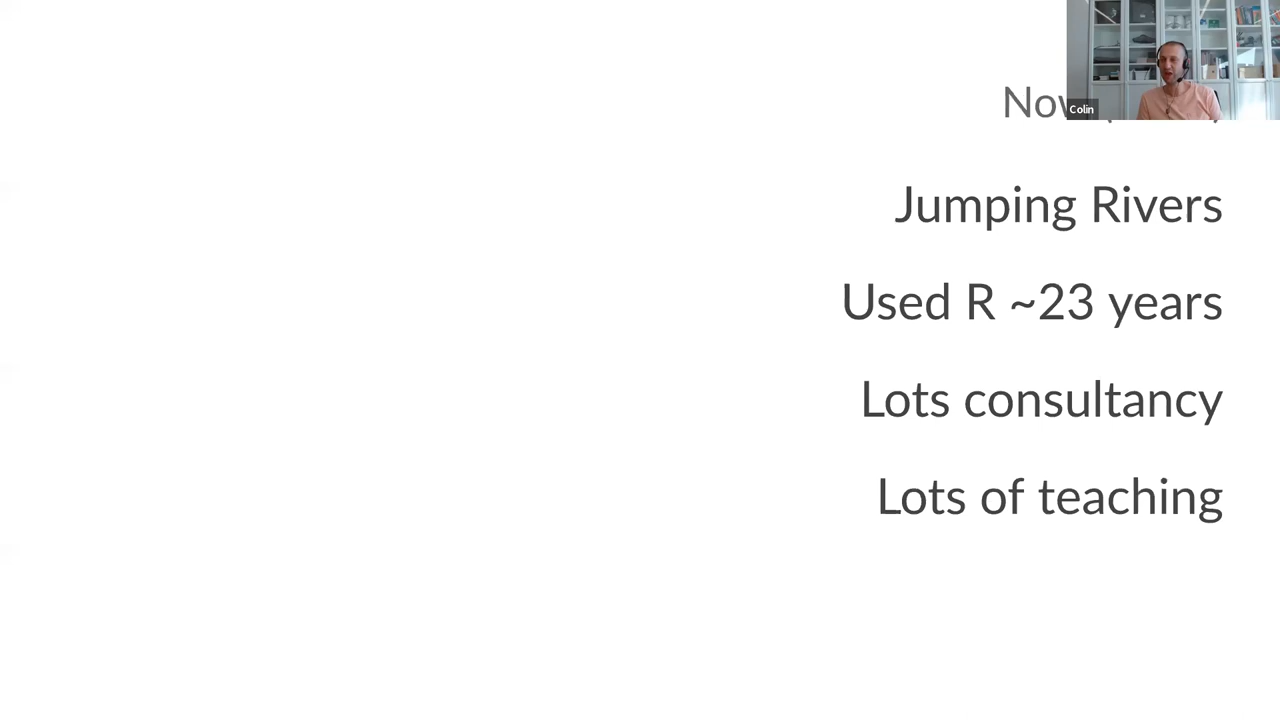 Colin
Jumping Rivers
Used R ~23 years
Lots consultancy
Lots of teaching